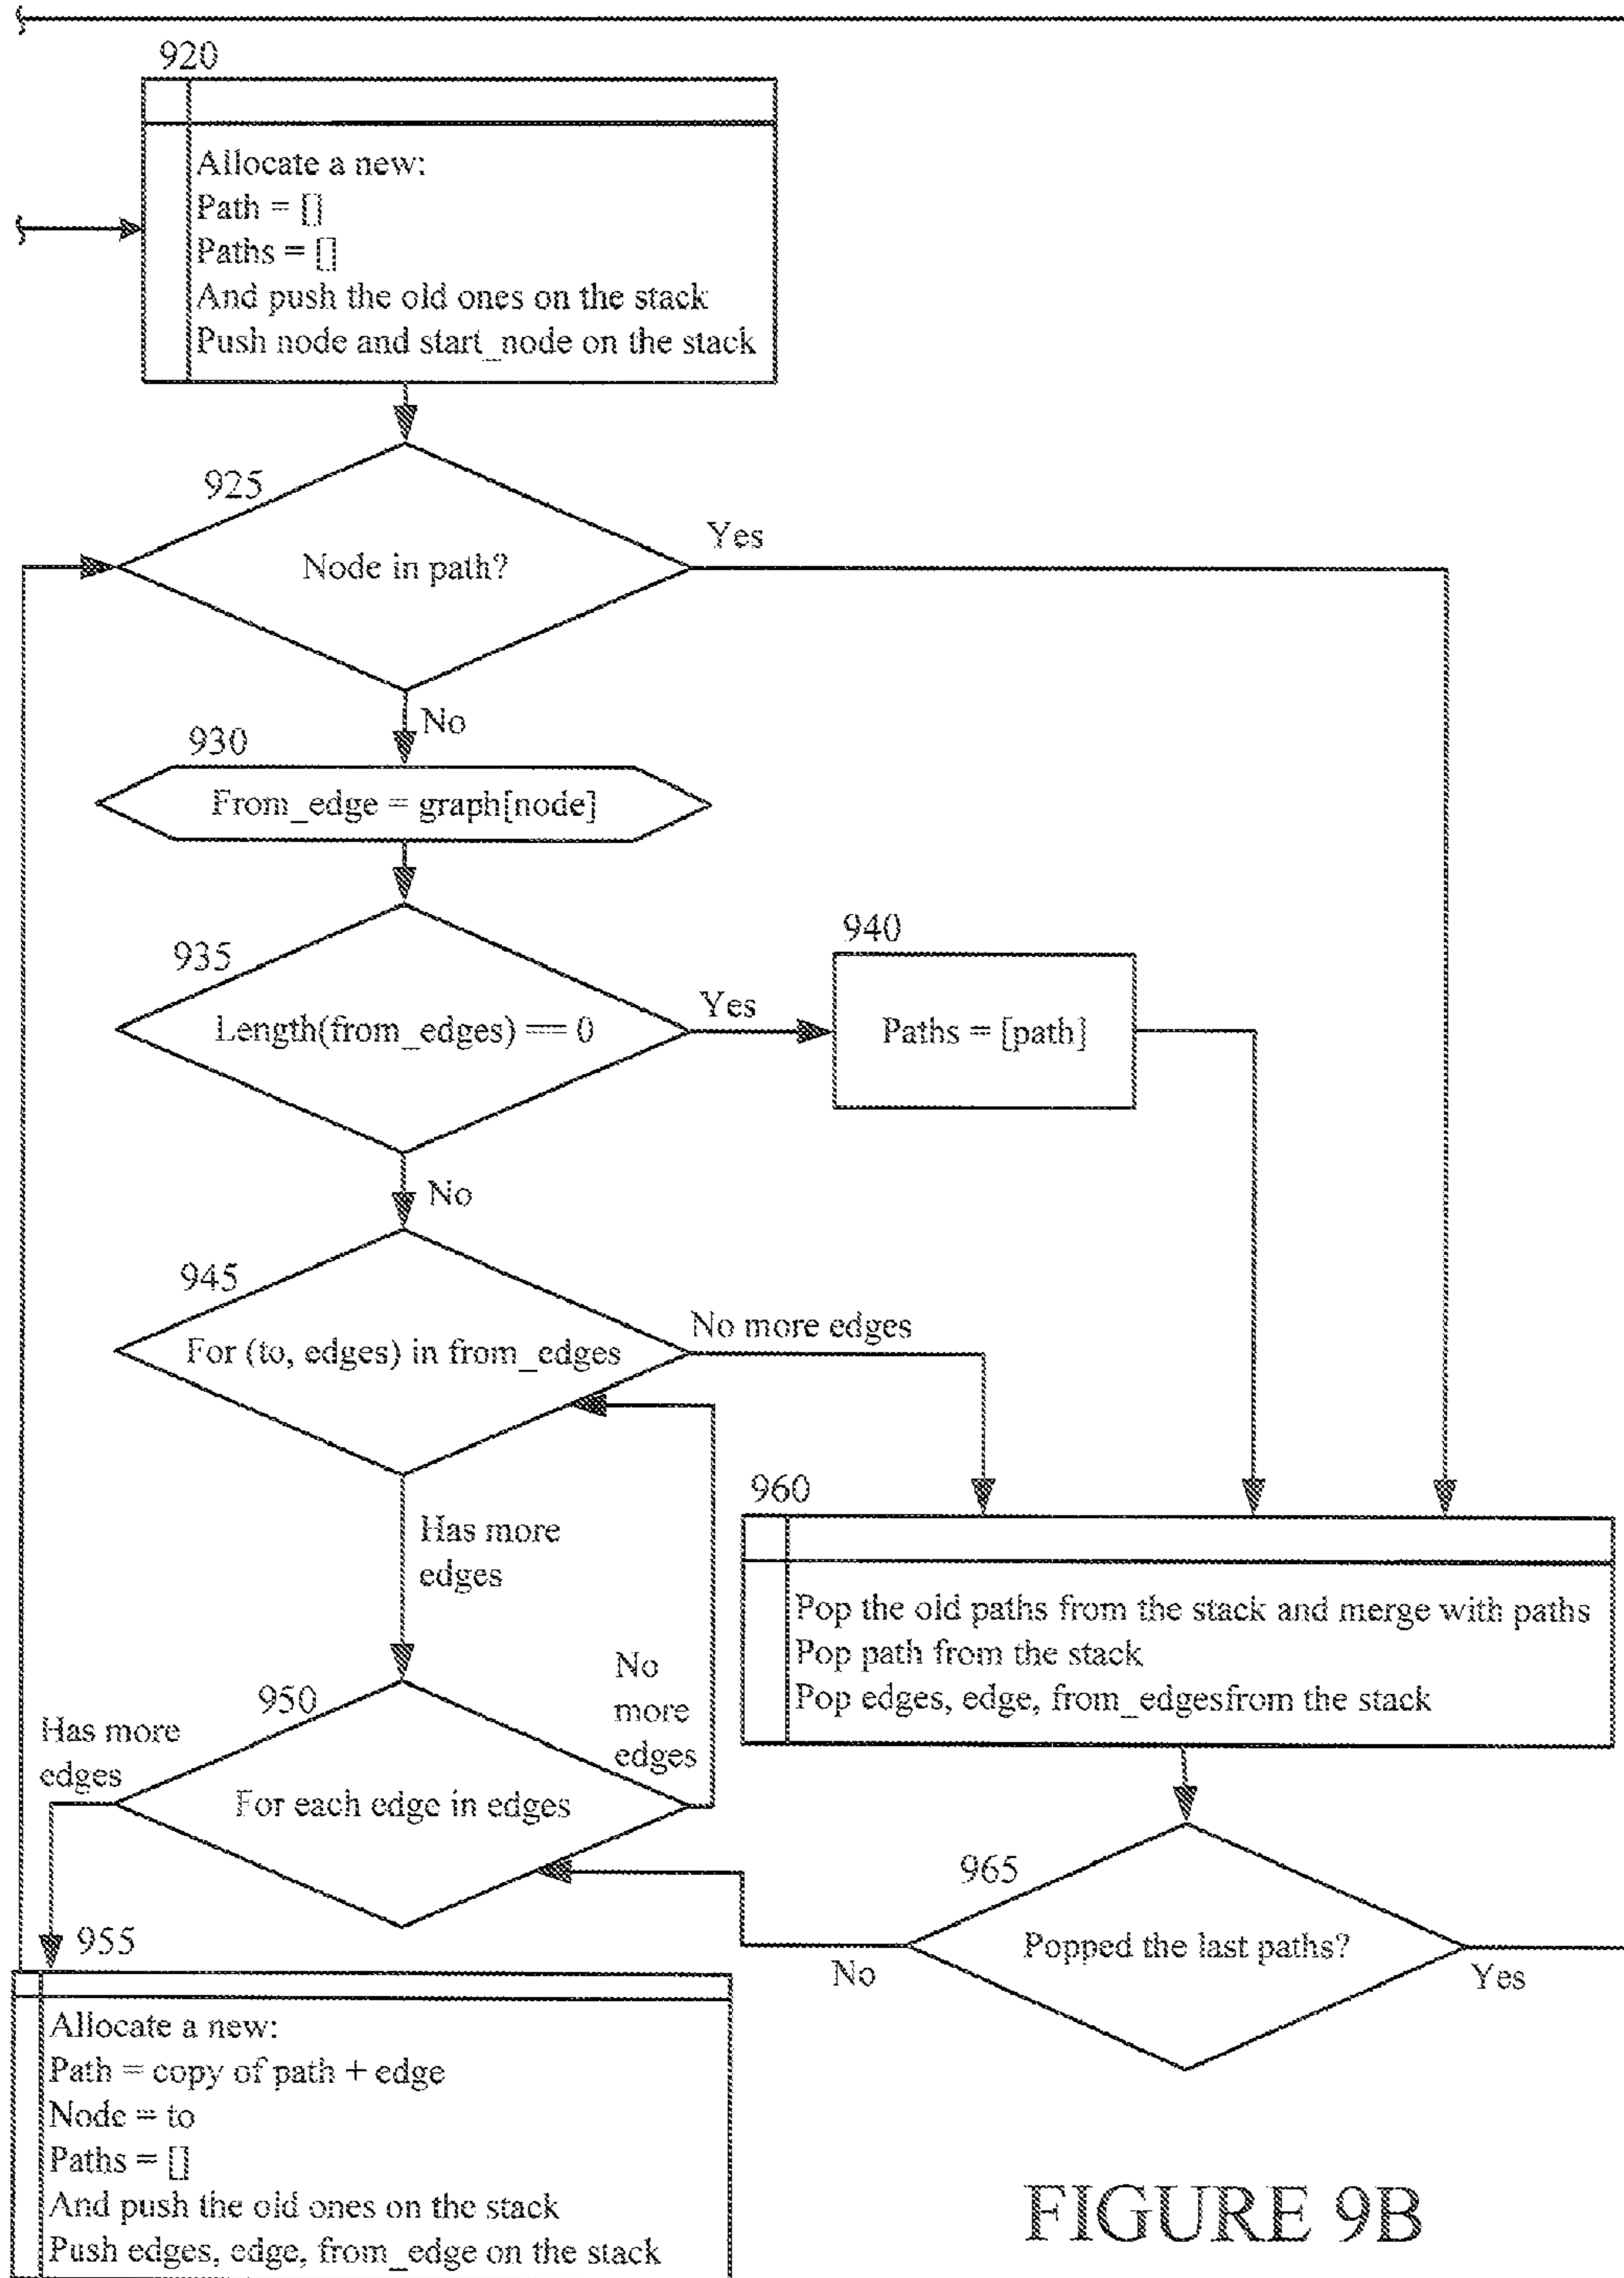 920
Allocate a new:
Path = []
Paths = []
And push the old ones on the stack
Push node and start_node on the stack
925
Node in path?
Yes
No
930
From_edge = graph[node]
935
Length(from_edges) == 0
Yes
940
Paths = [path]
No
945
For (to, edges) in from_edges
No more edges
Has more
edges
960
Pop the old paths from the stack and merge with paths
Pop path from the stack
Pop edges, edge, from_edgesfrom the stack
950
For each edge in edges
No
more
edges
Has more
edges
965
Popped the last paths?
No
Yes
955
Allocate a new:
Path = copy of path + edge
Node = to
Paths = []
And push the old ones on the stack
Push edges, edge, from_edge on the stack
FIGURE 9B